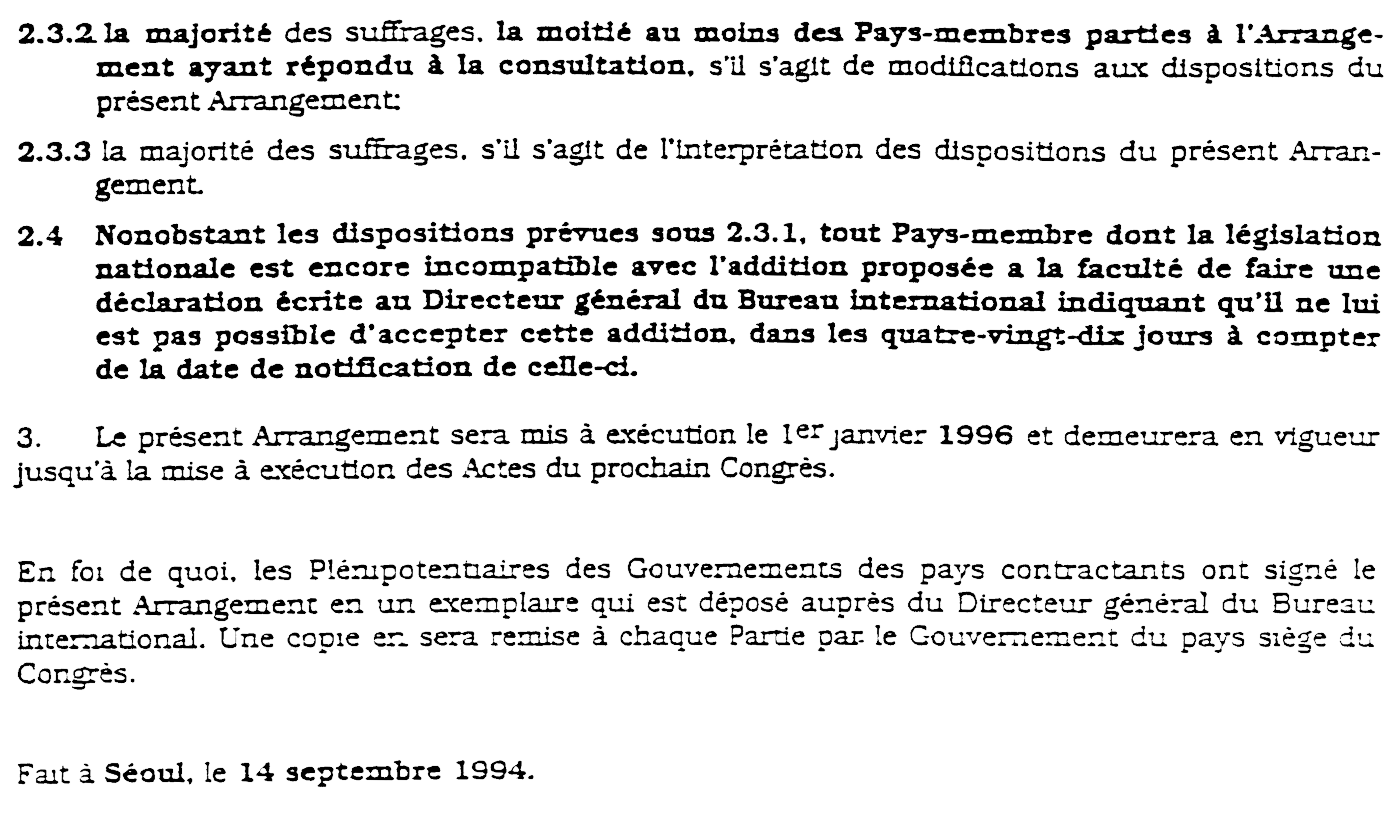 2.3.2 la majorité des suffrages, la moitié au moins des Pays-membres parties à l'Arrange-
ment ayant répondu à la consultation, s'il s'agit de modifications aux dispositions du
présent Arrangement;
2.3.3 la majorité des suffrages, s'il s'agit de l'interprétation des dispositions du présent Arran-
gement.
2.4 Nonobstant les dispositions prévues sous 2.3.1, tout Pays-membre dont la législation
nationale est encore incompatible avec l'addition proposée a la faculté de faire une
déclaration écrite au Directeur général du Bureau international indiquant qu'il ne lui
est pas possible d'accepter cette addition, dans les quatre-vingt-dix jours à compter
de la date de notification de celle-ci.
3. Le présent Arrangement sera mis à exécution le 1er janvier 1996 et demeurera en vigueur
jusqu'à la mise à exécution des Actes du prochain Congrès.
En foi de quoi, les Plénipotentiaires des Gouvernements des pays contractants ont signé le
présent Arrangement en un exemplaire qui est déposé auprès du Directeur général du Bureau
international. Une copie en sera remise à chaque Partie par le Gouvernement du pays siège du
Congrès.
Fait à Séoul, le 14 septembre 1994.